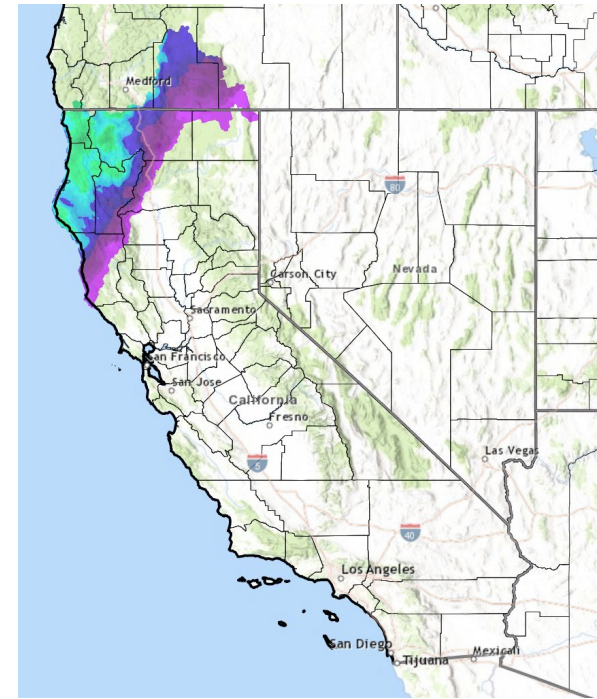 Medford
80
Carson City
Nevada
Sacramento
San Francisco
San Jose
California
Fresno
Las Vegas
5
40
Los Angeles
San Diego
Tijuana
Mexicali